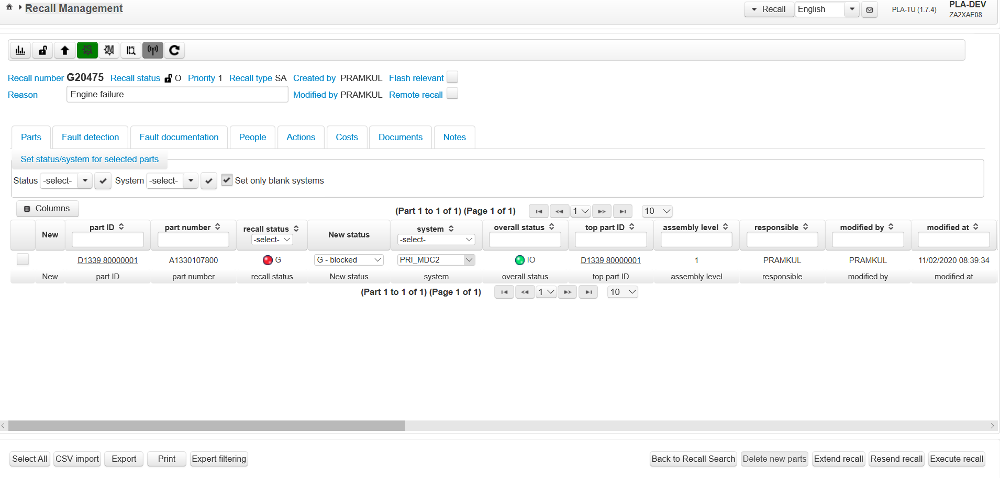 Recall Management
Recall English PLA-TU (1.7.4) PLA-DEV
ZA2XAE08
Recall number G20475 Recall status O Priority 1 Recall type SA Created by PRAMKUL Flash relevant
Reason Engine failure Modified by PRAMKUL Remote recall
Parts Fault detection Fault documentation People Actions Costs Documents Notes
Set status/system for selected parts
Status -select- System -select- Set only blank systems
Columns (Part 1 to 1 of 1) (Page 1 of 1) 1 10
New part ID part number recall status New status system overall status top part ID assembly level responsible modified by modified at
-select- -select-
D1339 80000001 A1330107800 G G - blocked PRI_MDC2 IO D1339 80000001 1 PRAMKUL PRAMKUL 11/02/2020 08:39:34
New part ID part number recall status New status system overall status top part ID assembly level responsible modified by modified at
(Part 1 to 1 of 1) (Page 1 of 1) 1 10
Select All CSV import Export Print Expert filtering Back to Recall Search Delete new parts Extend recall Resend recall Execute recall